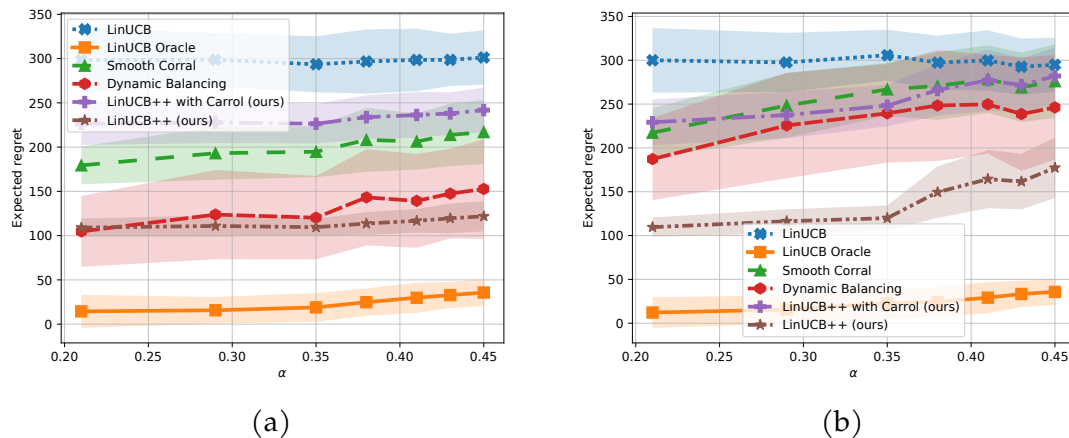 LinUCB
LinUCB Oracle
Smooth Corral
Dynamic Balancing
LinUCB++ with Carrol (ours)
LinUCB++ (ours)
Expected regret
350
300
250
200
150
100
50
0
0.20
0.25
0.30
0.35
0.40
0.45
α
(a)
Expected regret
350
300
250
200
150
100
50
0
LinUCB
LinUCB Oracle
Smooth Corral
Dynamic Balancing
LinUCB++ with Carrol (ours)
LinUCB++ (ours)
0.20
0.25
0.30
0.35
0.40
0.45
α
(b)